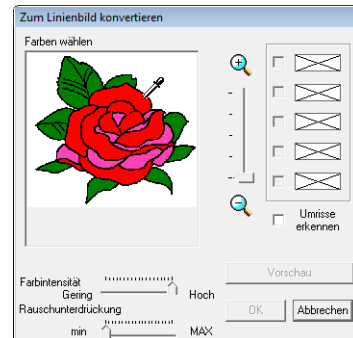 Zum Linienbild konvertieren
Farben wählen
Umrisse
erkennen
Farbintensität
Gering
Hoch
Rauschunterdrückung
min
MAX
Vorschau
OK
Abbrechen